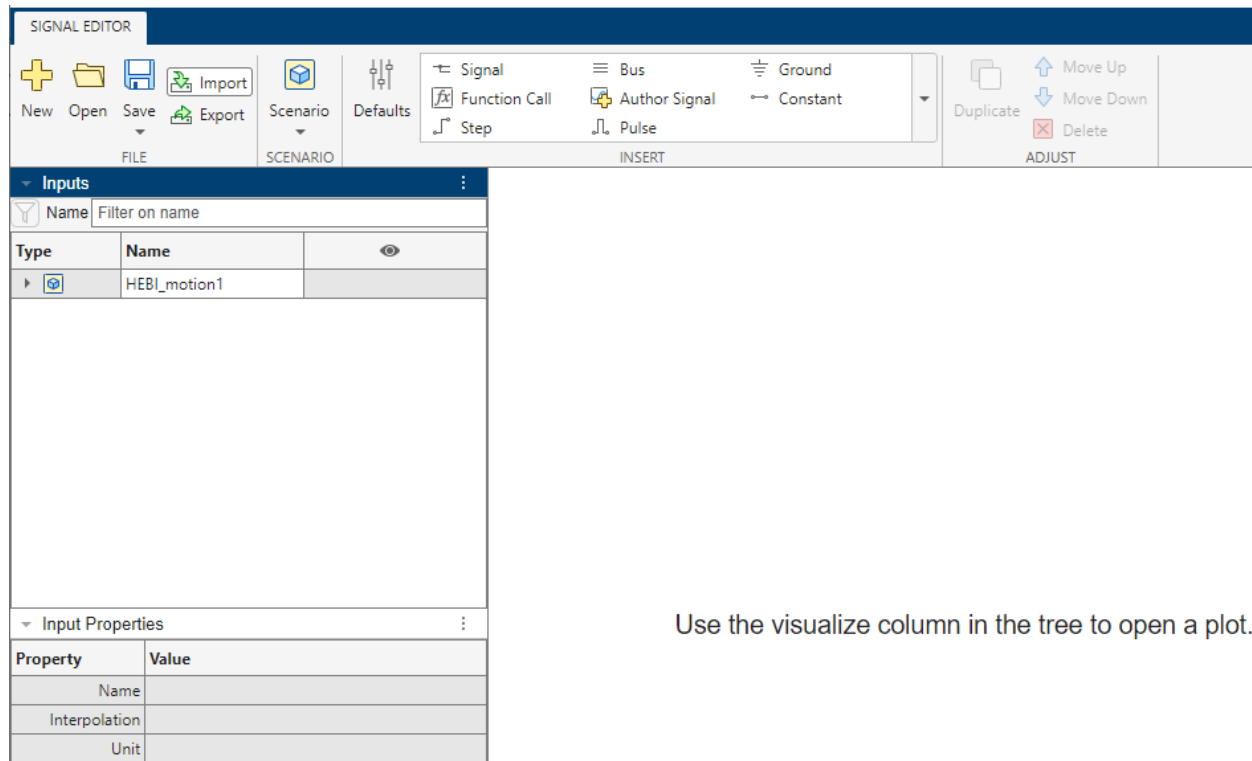 SIGNAL EDITOR
New
Open
Save
Import
Export
FILE
Scenario
SCENARIO
Defaults
Signal
Bus
Ground
fx Function Call
Author Signal
Constant
Step
Pulse
INSERT
Duplicate
Move Up
Move Down
Delete
ADJUST
Inputs
Name Filter on name
Type Name
HEBI_motion1
Use the visualize column in the tree to open a plot.
Input Properties
Property Value
Name
Interpolation
Unit